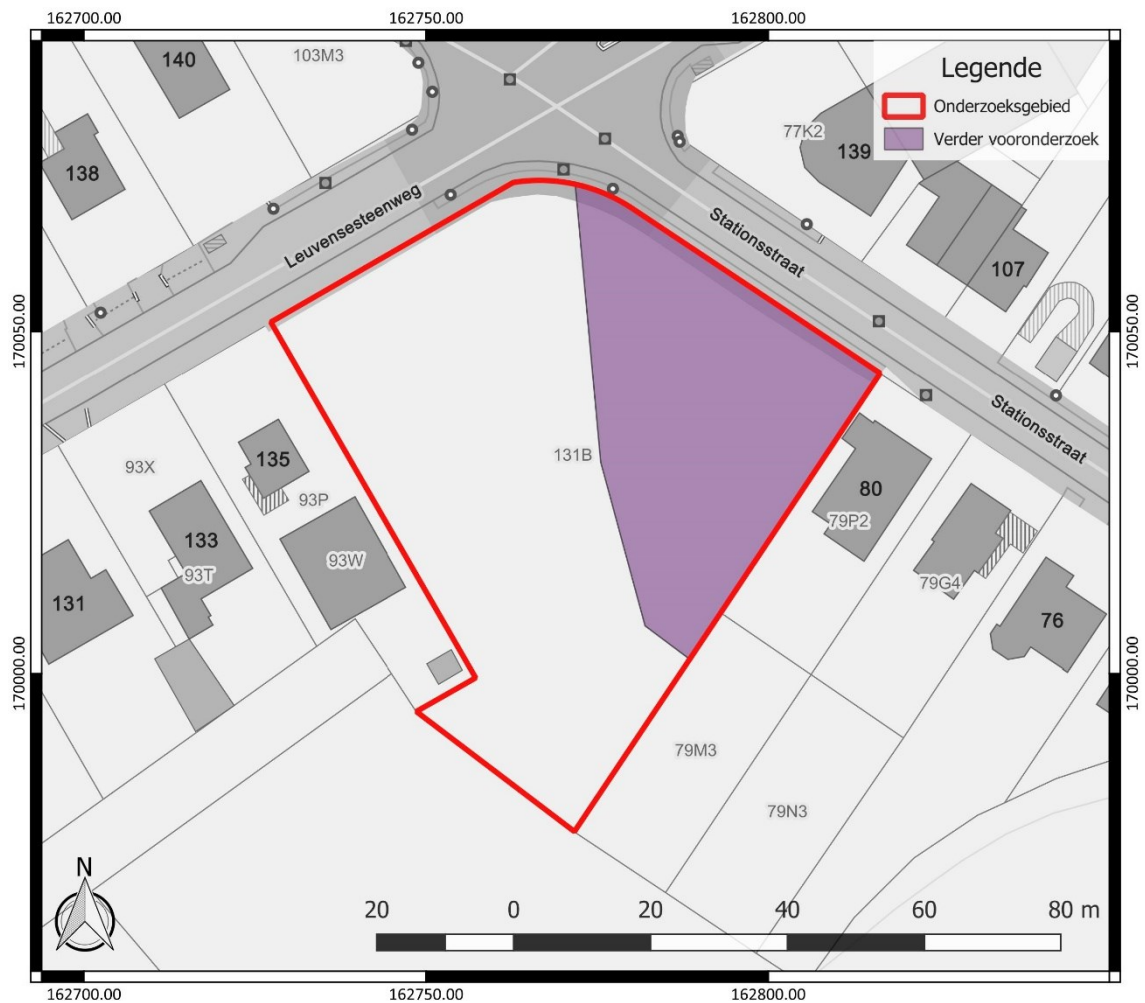 162700.00
162750.00
162800.00
140
103M3
Legende
Onderzoeksgebied
Verder vooronderzoek
77K2
139
138
Leuvensesteenweg
Stationsstraat
107
170050.00
170050.00
Stationsstraat
93X
135
131B
93P
80
79P2
133
93W
93T
79G4
131
76
170000.00
170000.00
79M3
79N3
N
20
0
20
40
60
80 m
162700.00
162750.00
162800.00